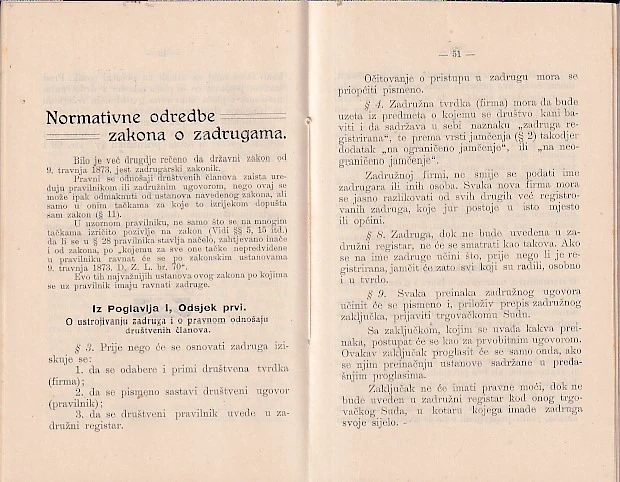 Normativne odredbe
zakona o zadrugama.
Bilo je već drugdje rečeno da državni zakon od
9. travnja 1873. jest zadrugarski zakonik.
Pravni se odnošaji društvenih članova zaista ure-
đuju pravilnikom ili zadružnim ugovorom, nego ovaj se
može ipak odmaknuti od ustanova navedenog zakona, ali
samo u onim tačkama za koje to izrijekom dopušta
sam zakon (§ 11).
U uzornom pravilniku, ne samo što se na mnogim
tačkama izričito pozivlje na zakon (Vidi §§ 5, 15 itd.)
da li se u § 28 pravilnika stavlja načelo, zahtjevano inače
i od zakona, po „kojemu za sve one tačke nepredviđene
u pravilniku ravnat će se po zakonskim ustanovama
9. travnja 1873. D. Z. L. br. 70“.
Evo tih najvažnijih ustanova ovog zakona po kojima
se uz pravilnik imaju ravnati zadruge.
Iz Poglavlja I, Odsjek prvi.
O ustrojivanju zadruga i o pravnom odnošaju
društvenih članova.
§ 3. Prije nego će se osnovati zadruga izi-
skuje se:
1. da se odabere i primi društvena tvrdka
(firma);
2. da se pismeno sastavi društveni ugovor
(pravilnik);
3. da se društveni pravilnik uvede u za-
družni registar.
— 51 —
Očitovanje o pristupu u zadrugu mora se
priopćiti pismeno.
§ 4. Zadružna tvrdka (firma) mora da bude
uzeta iz predmeta o kojemu se društvo kani ba-
viti i da sadržava u sebi naznaku „zadruga re-
gistrirana“, te prema vrsti jamčenja (§ 2) takodjer
dodatak „na ograničeno jamčenje“, ili „na neo-
graničeno jamčenje“.
Zadružnoj firmi, ne smije se podati ime
zadrugara ili inih osoba. Svaka nova firma mora
se jasno razlikovati od svih drugih već registro-
vanih zadruga, koje jur postoje u isto mjesto
ili općini.
§ 8. Zadruga, dok ne bude uvedena u za-
družni registar, ne će se smatrati kao takova. Ako
se na ime zadruge učini što, prije nego li je re-
gistrirana, jamčit će zato svi koji su radili, osobno
i u tvrdo.
§ 9. Svaka preinaka zadružnog ugovora
učinit će se pismeno i, priloživ prepis zadružnog
zaključka, prijaviti trgovačkomu Sudu.
Sa zaključkom, kojim se uvađa kakva prei-
naka, postupat će se kao za prvobitnim ugovorom.
Ovakav zaključak proglasit će se samo onda, ako
se njim preinačuju ustanove sadržane u pređa-
šnjim proglasima.
Zaključak ne će imati pravne moći, dok ne
bude uveden u zadružni registar kod onog trgo-
vačkog Suda, u kotaru kojega imade zadruga
svoje sijelo.